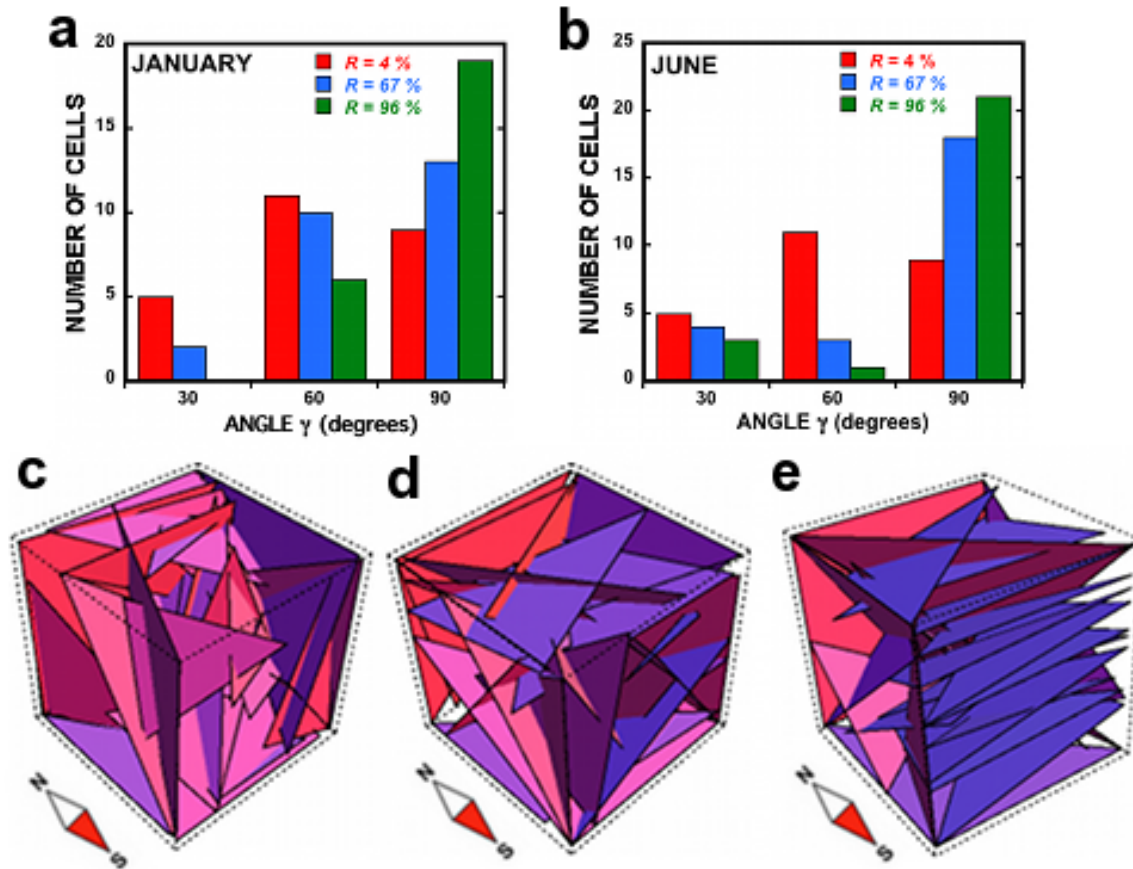 a
JANUARY
R = 4 %
R = 67 %
R = 96 %
NUMBER OF CELLS
20
15
10
5
0
30 60 90
ANGLE γ (degrees)
b
JUNE
R = 4 %
R = 67 %
R = 96 %
NUMBER OF CELLS
25
20
15
10
5
0
30 60 90
ANGLE γ (degrees)
c
N
S
d
N
S
e
N
S